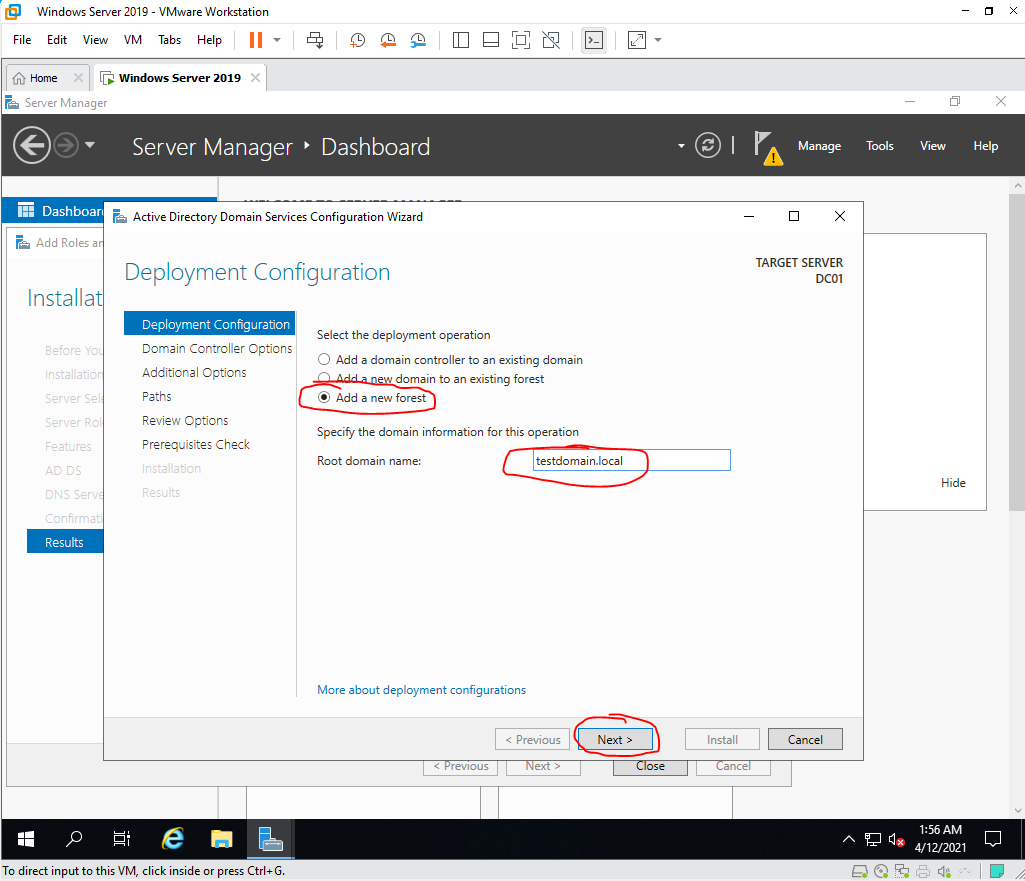 Windows Server 2019 - VMware Workstation
File Edit View VM Tabs Help
Home Windows Server 2019
Server Manager
Server Manager Dashboard
Manage Tools View Help
Dashboard
Active Directory Domain Services Configuration Wizard
Add Roles an
Deployment Configuration
TARGET SERVER
DC01
Installat
Deployment Configuration
Domain Controller Options
Additional Options
Paths
Review Options
Prerequisites Check
Installation
Results
Select the deployment operation
Add a domain controller to an existing domain
Add a new domain to an existing forest
Add a new forest
Specify the domain information for this operation
Root domain name: testdomain.local
Before You
Installation
Server Sele
Server Role
Features
AD DS
DNS Serve
Confirmati
Results
Hide
More about deployment configurations
< Previous Next > Install Cancel
< Previous Next > Close Cancel
1:56 AM
4/12/2021
To direct input to this VM, click inside or press Ctrl+G.